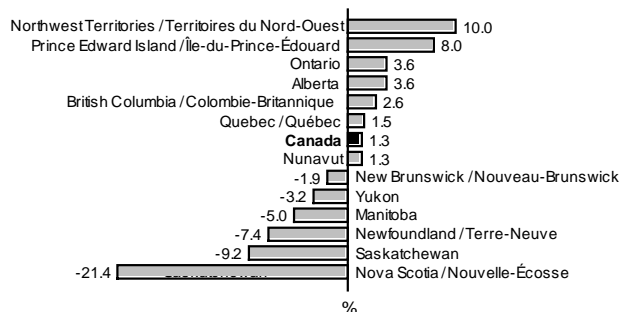 Northwest Territories / Territoires du Nord-Ouest 10.0
Prince Edward Island / Île-du-Prince-Édouard 8.0
Ontario 3.6
Alberta 3.6
British Columbia / Colombie-Britannique 2.6
Quebec / Québec 1.5
Canada 1.3
Nunavut 1.3
-1.9 New Brunswick / Nouveau-Brunswick
-3.2 Yukon
-5.0 Manitoba
-7.4 Newfoundland / Terre-Neuve
-9.2 Saskatchewan
-21.4 Nova Scotia / Nouvelle-Écosse
%